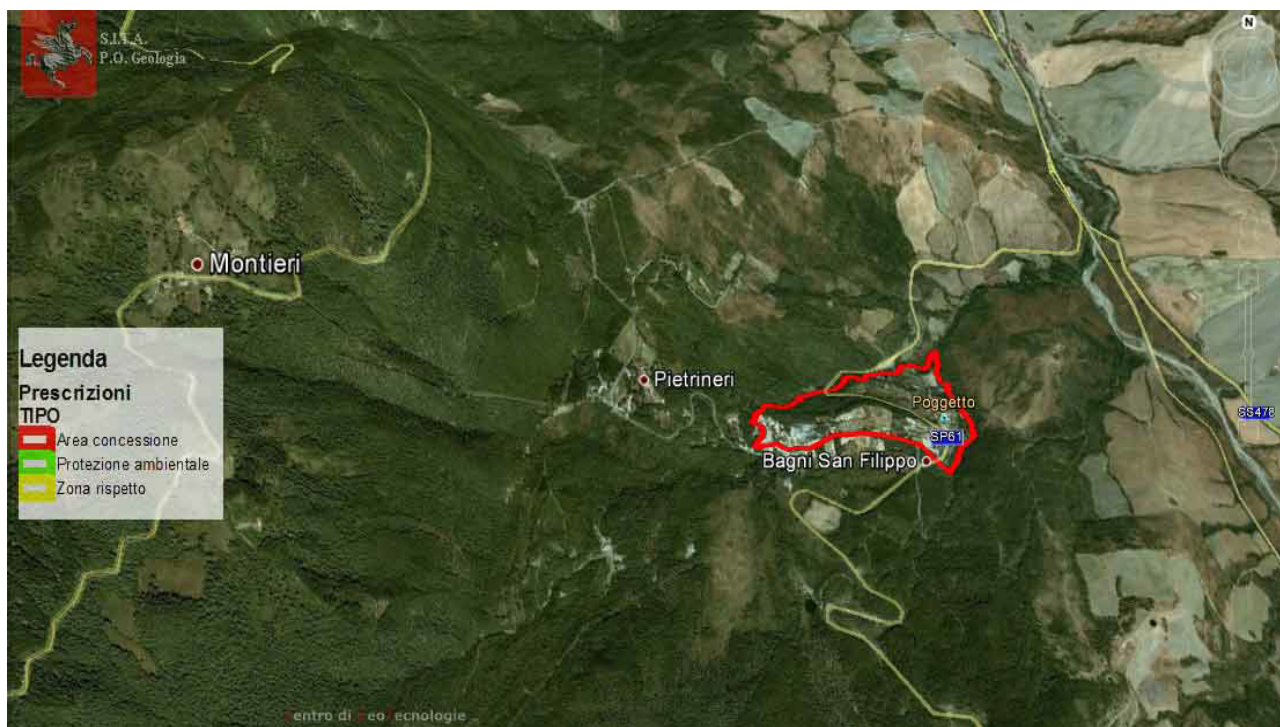 S.I.T.A.
P.O. Geologia
N
Montieri
Legenda
Prescrizioni
TIPO
Area concessione
Protezione ambientale
Zona rispetto
Pietrineri
Poggetto
SP61
Bagni San Filippo
SS478
Centro di GeoTecnologie